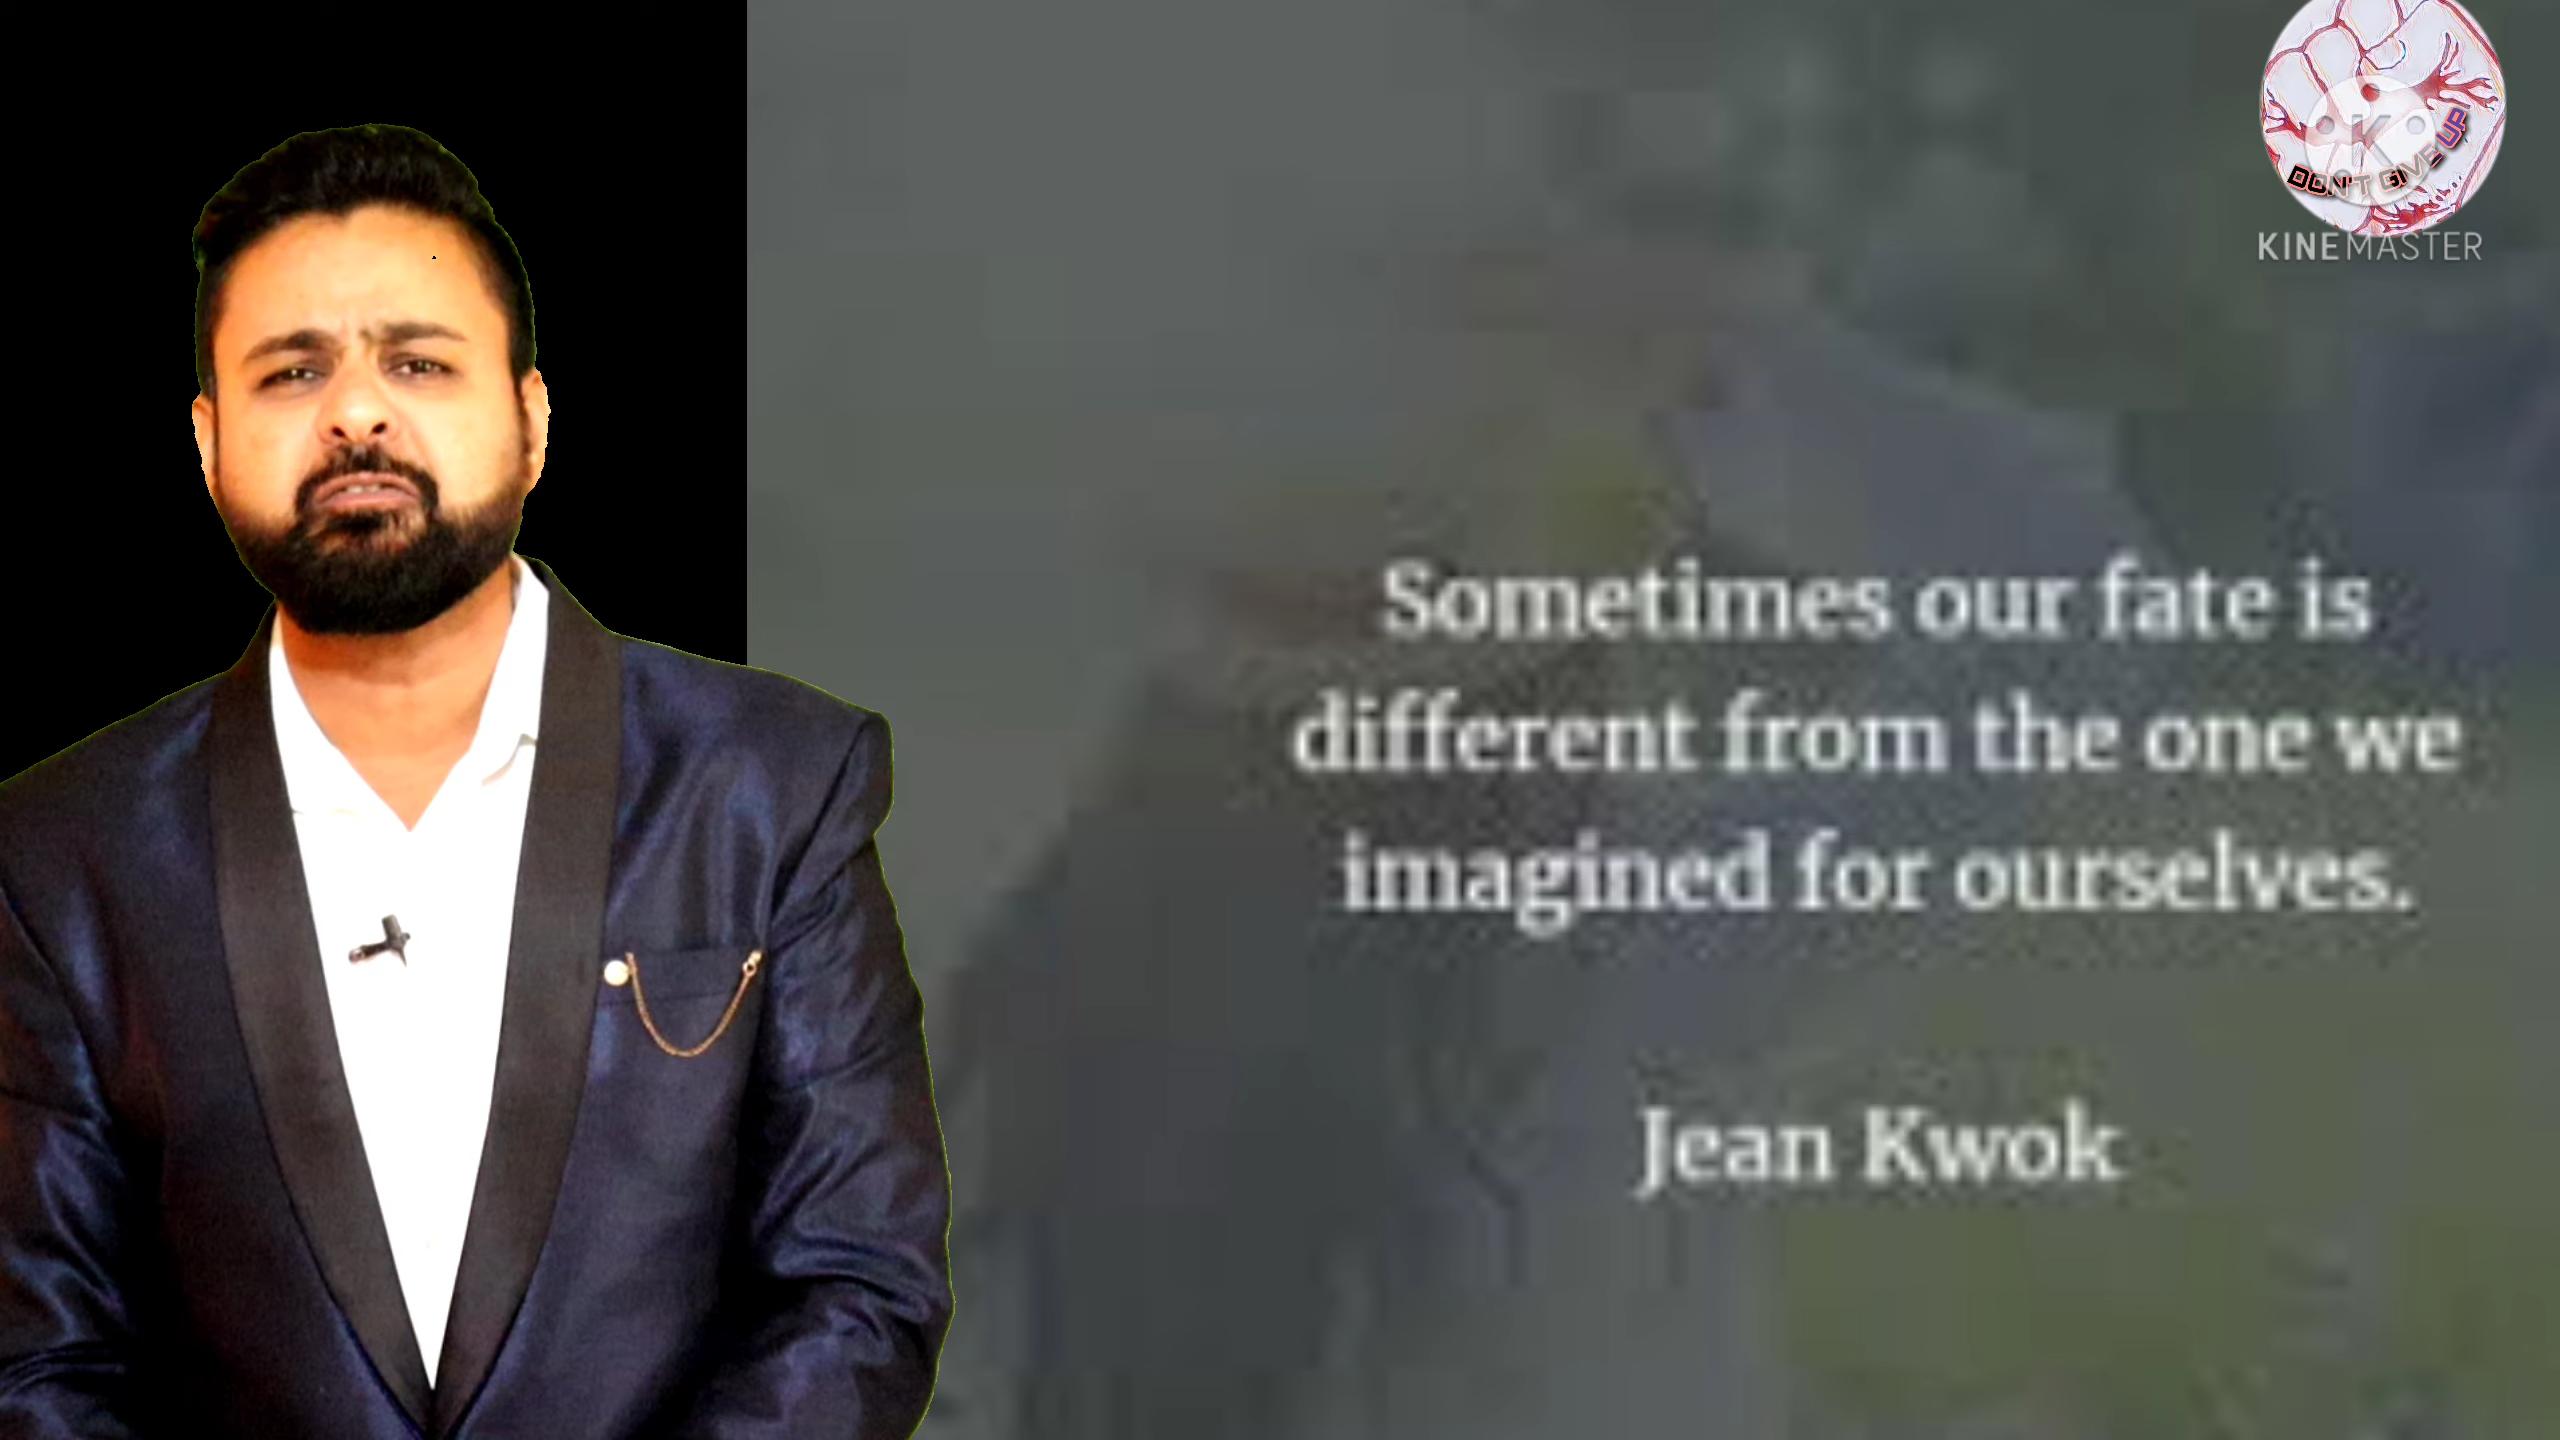 DON'T GIVE UP
K
KINEMASTER
Sometimes our fate is
different from the one we
imagined for ourselves.
Jean Kwok